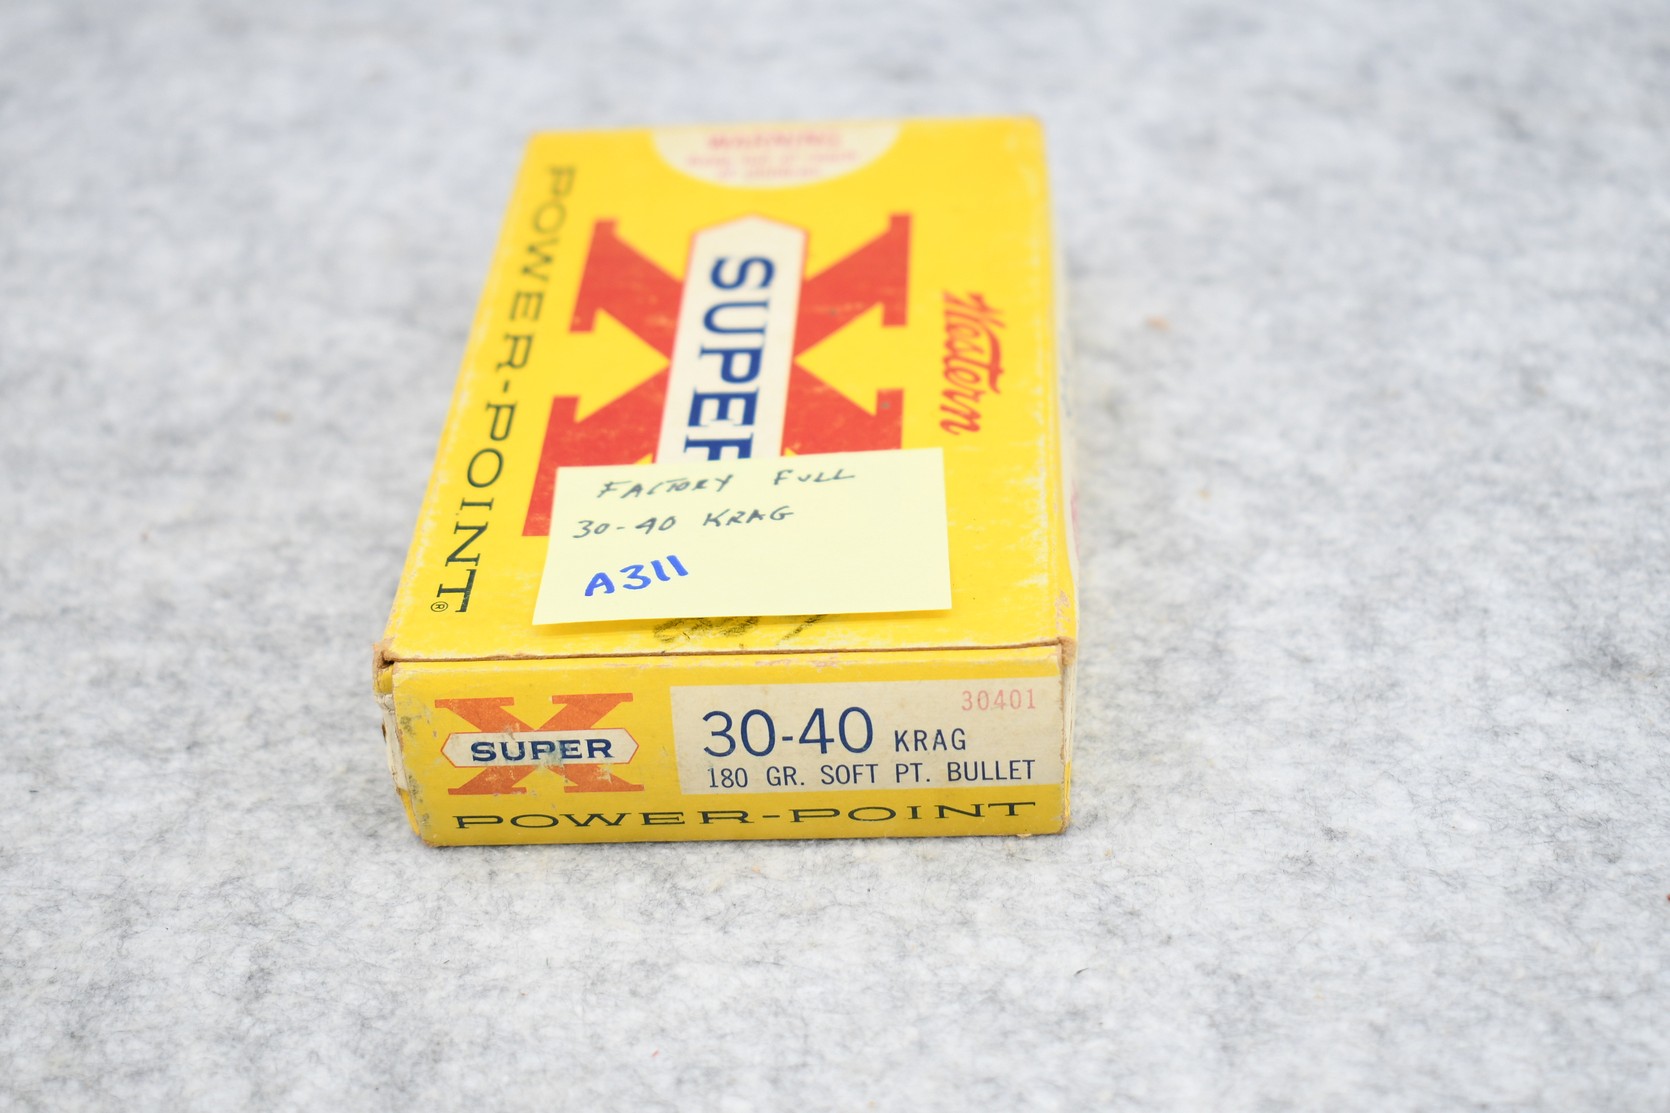 WARNING
POWER-POINT®
SUPER
Western
FACTORY FULL
30-40 KRAG
A311
SUPER X
30401
30-40 KRAG
180 GR. SOFT PT. BULLET
POWER-POINT